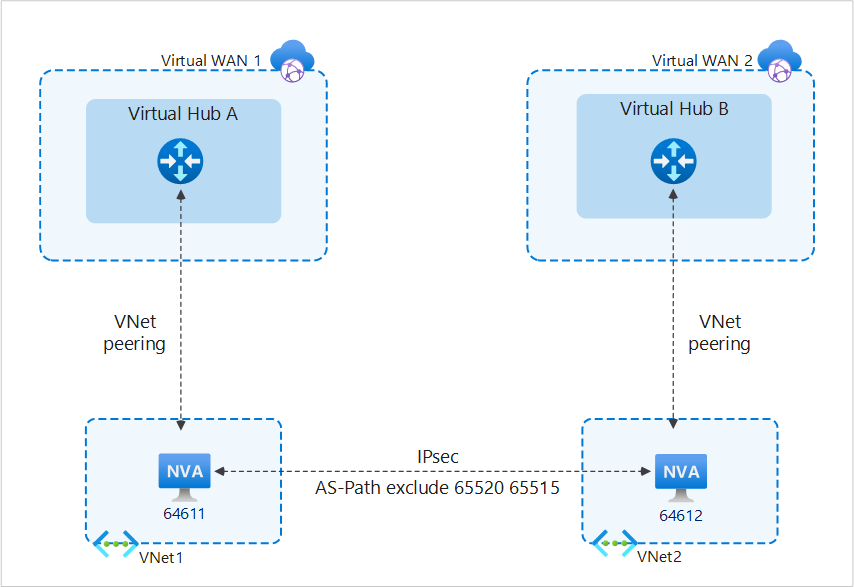 Virtual WAN 1
Virtual WAN 2
Virtual Hub A
Virtual Hub B
VNet
peering
VNet
peering
IPsec
AS-Path exclude 65520 65515
NVA
NVA
64611
64612
VNet1
VNet2